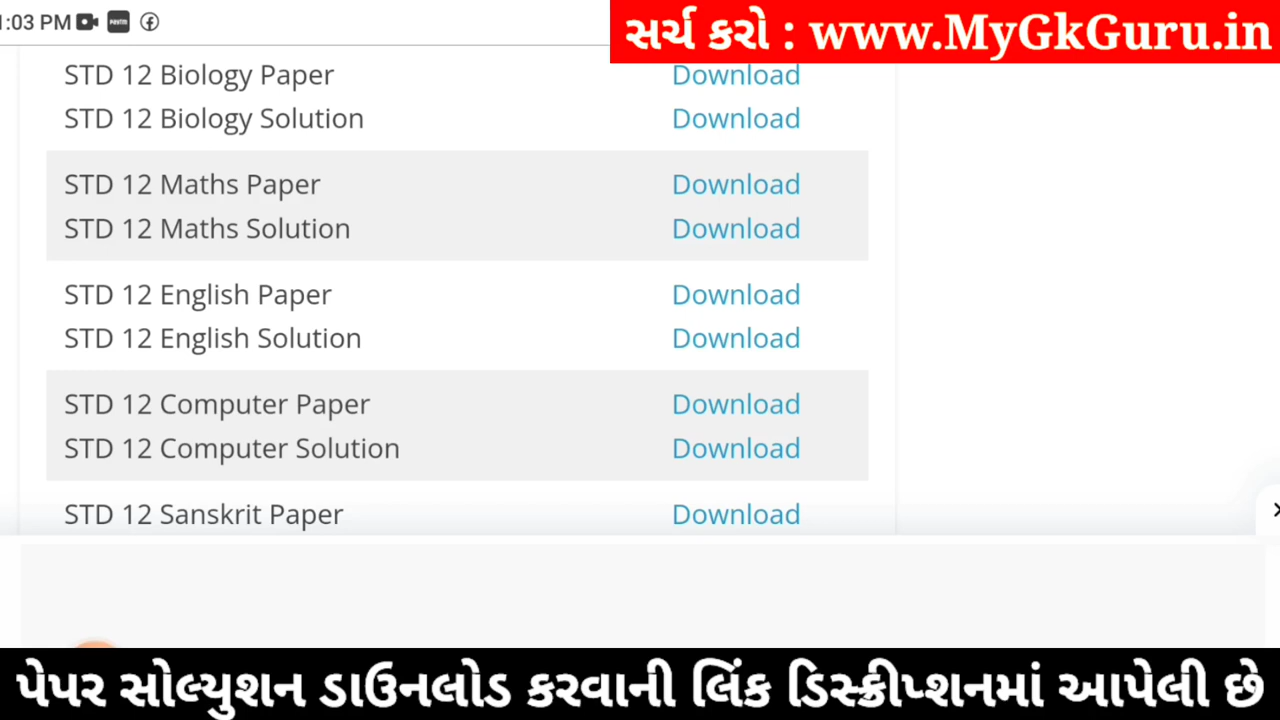 1:03 PM
સર્ચ કરો : www.MyGkGuru.in
STD 12 Biology Paper Download
STD 12 Biology Solution Download
STD 12 Maths Paper Download
STD 12 Maths Solution Download
STD 12 English Paper Download
STD 12 English Solution Download
STD 12 Computer Paper Download
STD 12 Computer Solution Download
STD 12 Sanskrit Paper Download
પેપર સોલ્યુશન ડાઉનલોડ કરવાની લિંક ડિસ્ક્રીપ્શનમાં આપેલી છે